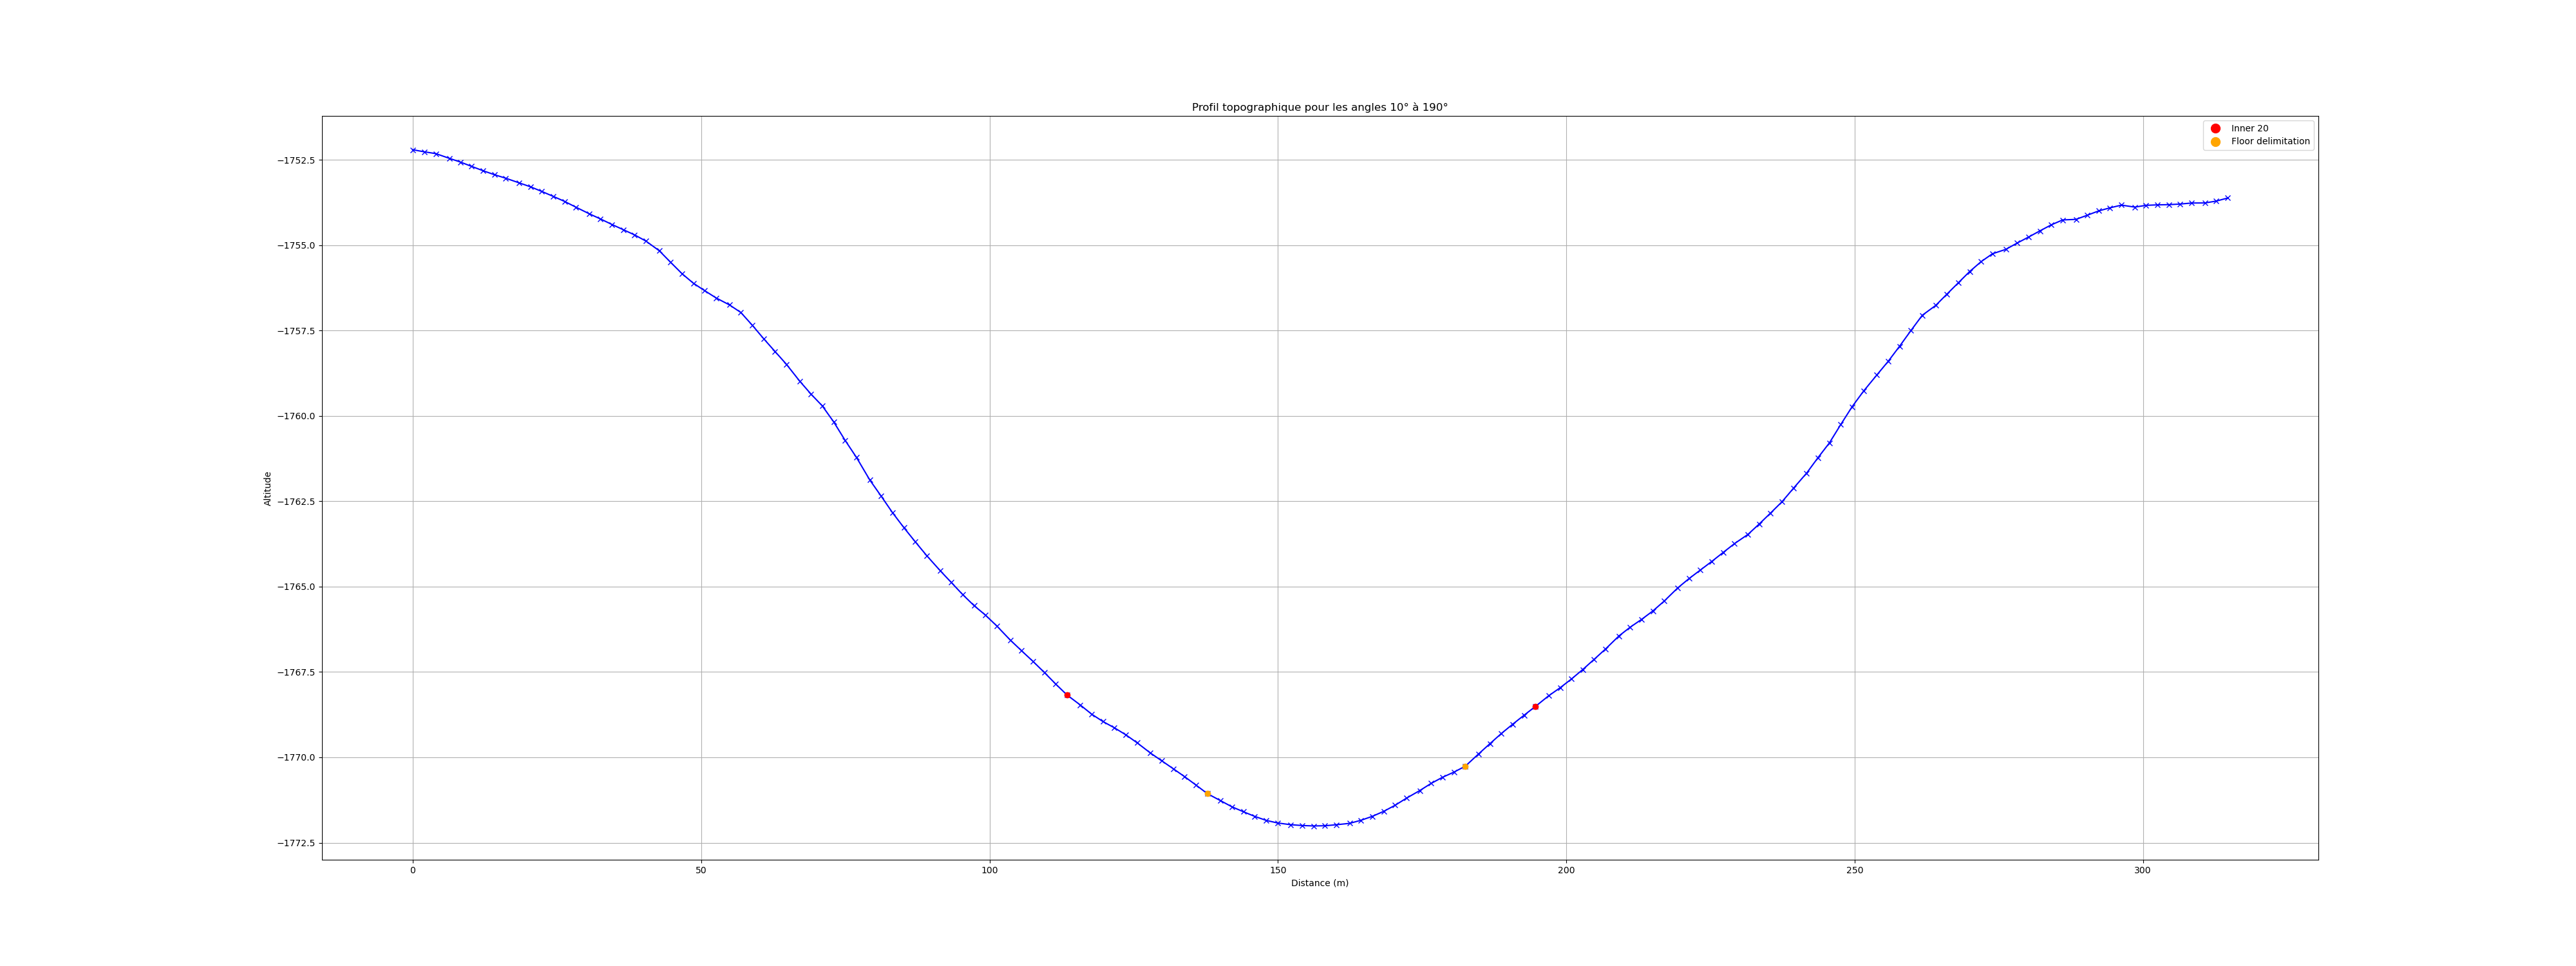 Profil topographique pour les angles 10° à 190°
Inner 20
Floor delimitation
Altitude
−1752.5
−1755.0
−1757.5
−1760.0
−1762.5
−1765.0
−1767.5
−1770.0
−1772.5
0 50 100 150 200 250 300
Distance (m)